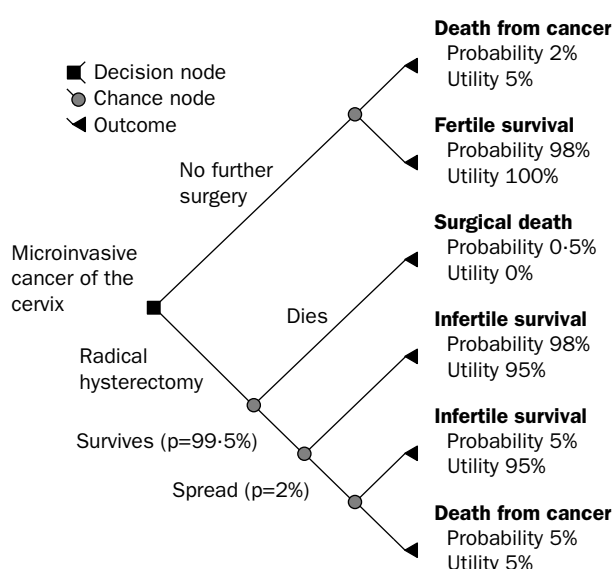 Death from cancer
Probability 2%
Utility 5%
Decision node
Chance node
Outcome
Fertile survival
Probability 98%
Utility 100%
No further
surgery
Surgical death
Probability 0·5%
Utility 0%
Microinvasive
cancer of the
cervix
Dies
Infertile survival
Probability 98%
Utility 95%
Radical
hysterectomy
Infertile survival
Probability 5%
Utility 95%
Survives (p=99·5%)
Spread (p=2%)
Death from cancer
Probability 5%
Utility 5%